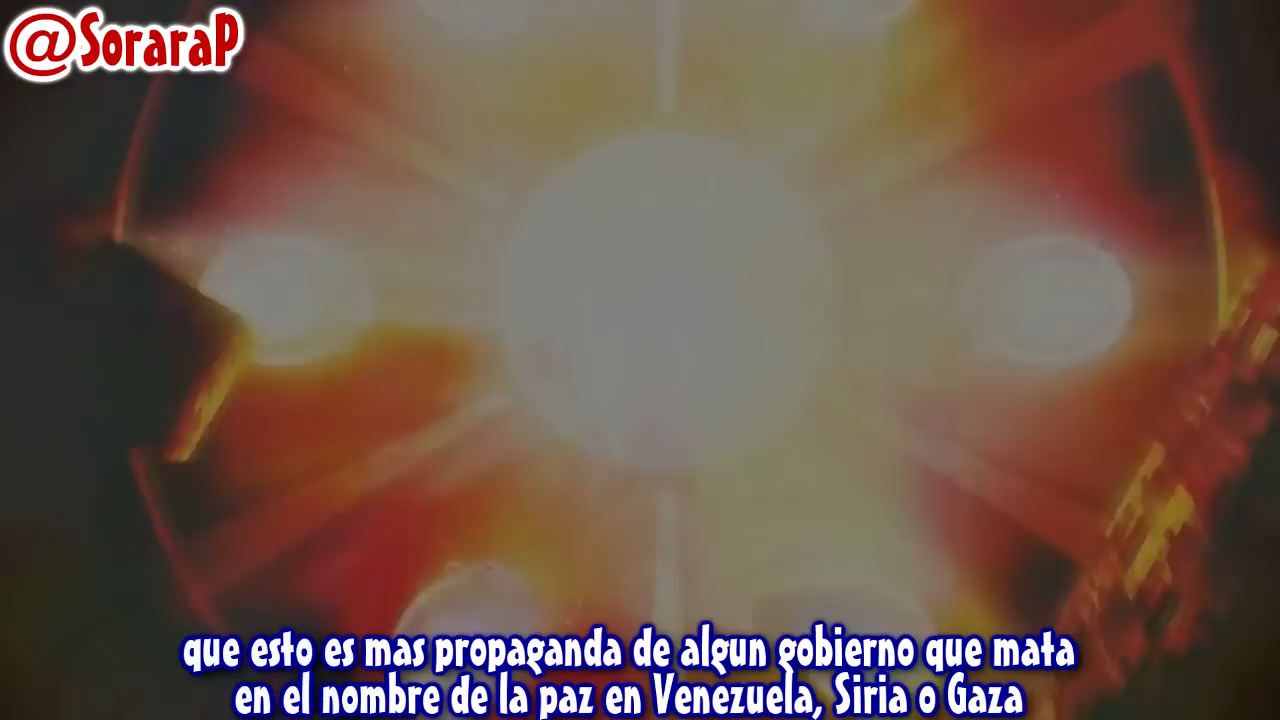 @SoraraP
que esto es mas propaganda de algun gobierno que mata
en el nombre de la paz en Venezuela, Siria o Gaza